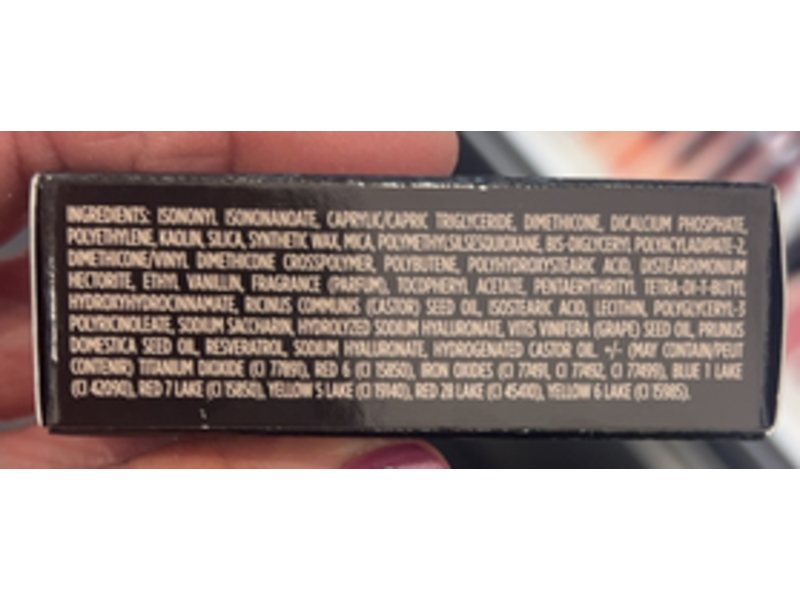 INGREDIENTS: ISONONYL ISONONANOATE, CAPRYLIC/CAPRIC TRIGLYCERIDE, DIMETHICONE, DICALCIUM PHOSPHATE,
POLYETHYLENE, KAOLIN, SILICA, SYNTHETIC WAX, MICA, POLYMETHYLSILSESQUIOXANE, BIS-DIGLYCERYL POLYACYLADIPATE-2,
DIMETHICONE/VINYL DIMETHICONE CROSSPOLYMER, POLYBUTENE, POLYHYDROXYSTEARIC ACID, DISTEARDIMONIUM
HECTORITE, ETHYL VANILLIN, FRAGRANCE (PARFUM), TOCOPHERYL ACETATE, PENTAERYTHRITYL TETRA-DI-T-BUTYL
HYDROXYHYDROCINNAMATE, RICINUS COMMUNIS (CASTOR) SEED OIL, ISOSTEARIC ACID, LECITHIN, POLYGLYCERYL-3
POLYRICINOLEATE, SODIUM SACCHARIN, HYDROLYZED SODIUM HYALURONATE, VITIS VINIFERA (GRAPE) SEED OIL, PRUNUS
DOMESTICA SEED OIL, RESVERATROL, SODIUM HYALURONATE, HYDROGENATED CASTOR OIL. +/- (MAY CONTAIN/PEUT
CONTENIR) TITANIUM DIOXIDE (CI 77891), RED 6 (CI 15850), IRON OXIDES (CI 77491, CI 77492, CI 77499), BLUE 1 LAKE
(CI 42090), RED 7 LAKE (CI 15850), YELLOW 5 LAKE (CI 19140), RED 28 LAKE (CI 45410), YELLOW 6 LAKE (CI 15985).